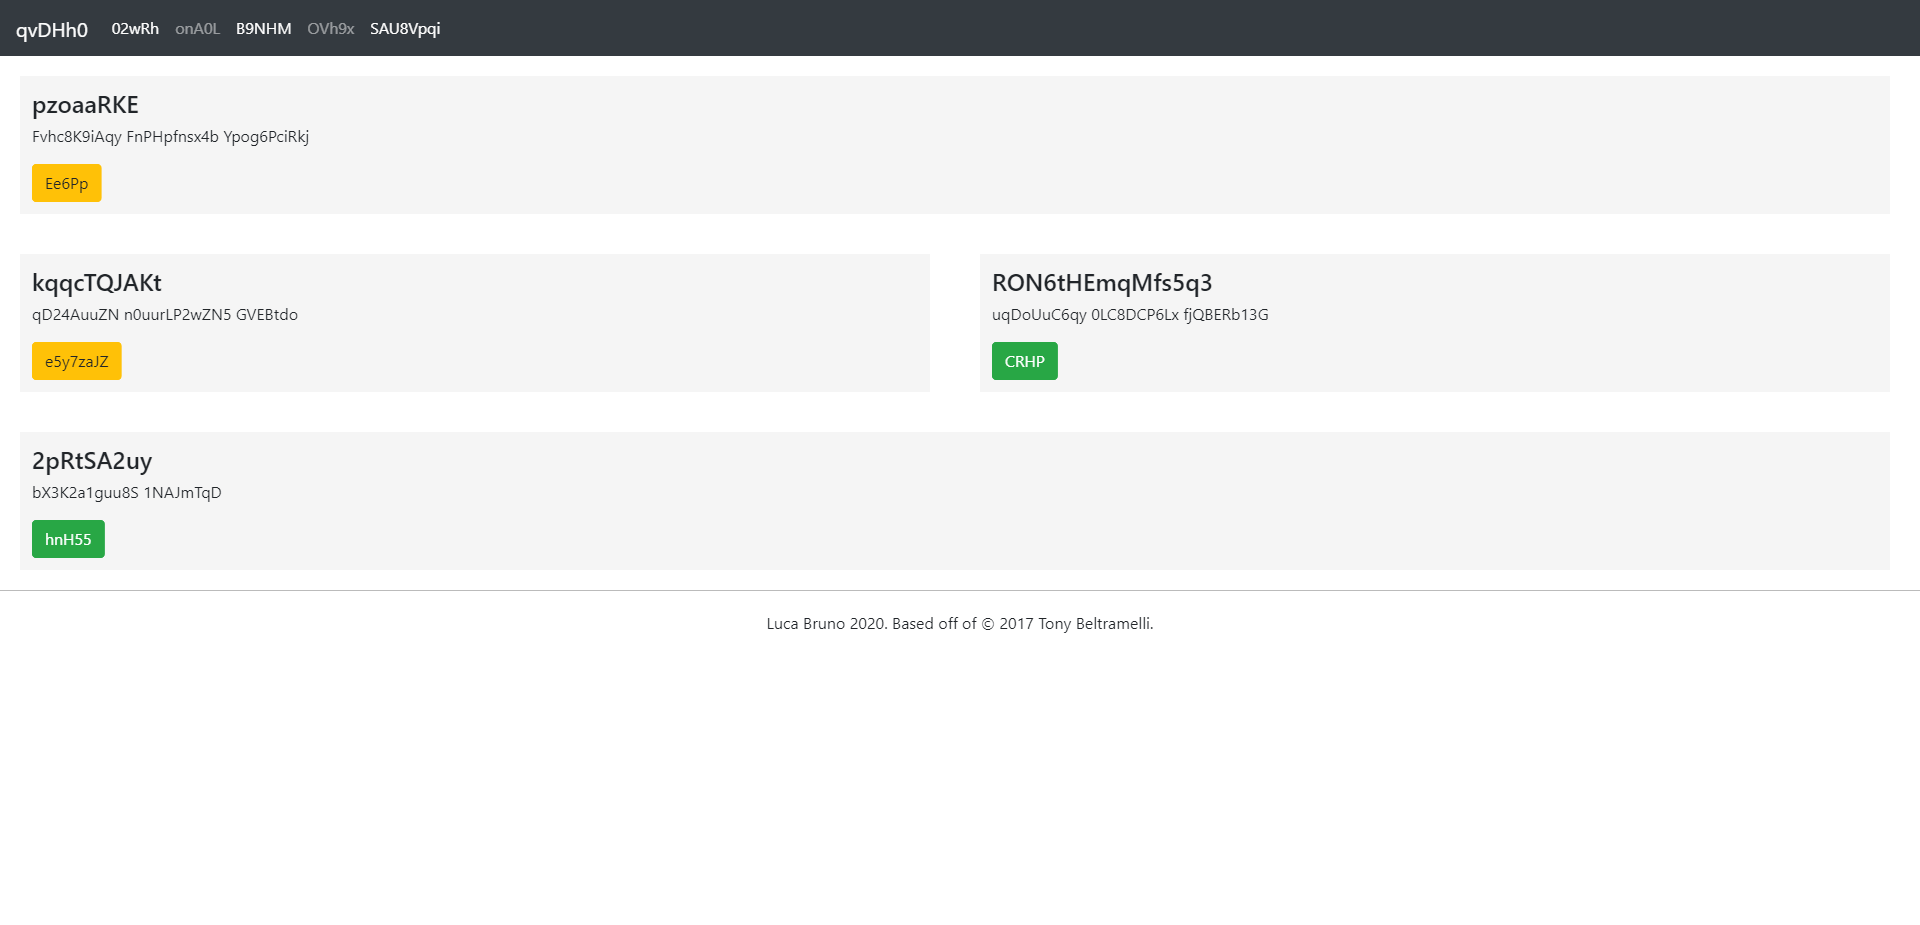 qvDHh0 02wRh onA0L B9NHM OVh9x SAU8Vpqi
pzoaaRKE
Fvhc8K9iAqy FnPHpfnsx4b Ypog6PciRkj
Ee6Pp
kqqcTQJAKt
qD24AuuZN n0uurLP2wZN5 GVEBtdo
e5y7zaJZ
RON6tHEmqMfs5q3
uqDoUuC6qy 0LC8DCP6Lx fjQBERb13G
CRHP
2pRtSA2uy
bX3K2a1guu8S 1NAJmTqD
hnH55
Luca Bruno 2020. Based off of © 2017 Tony Beltramelli.